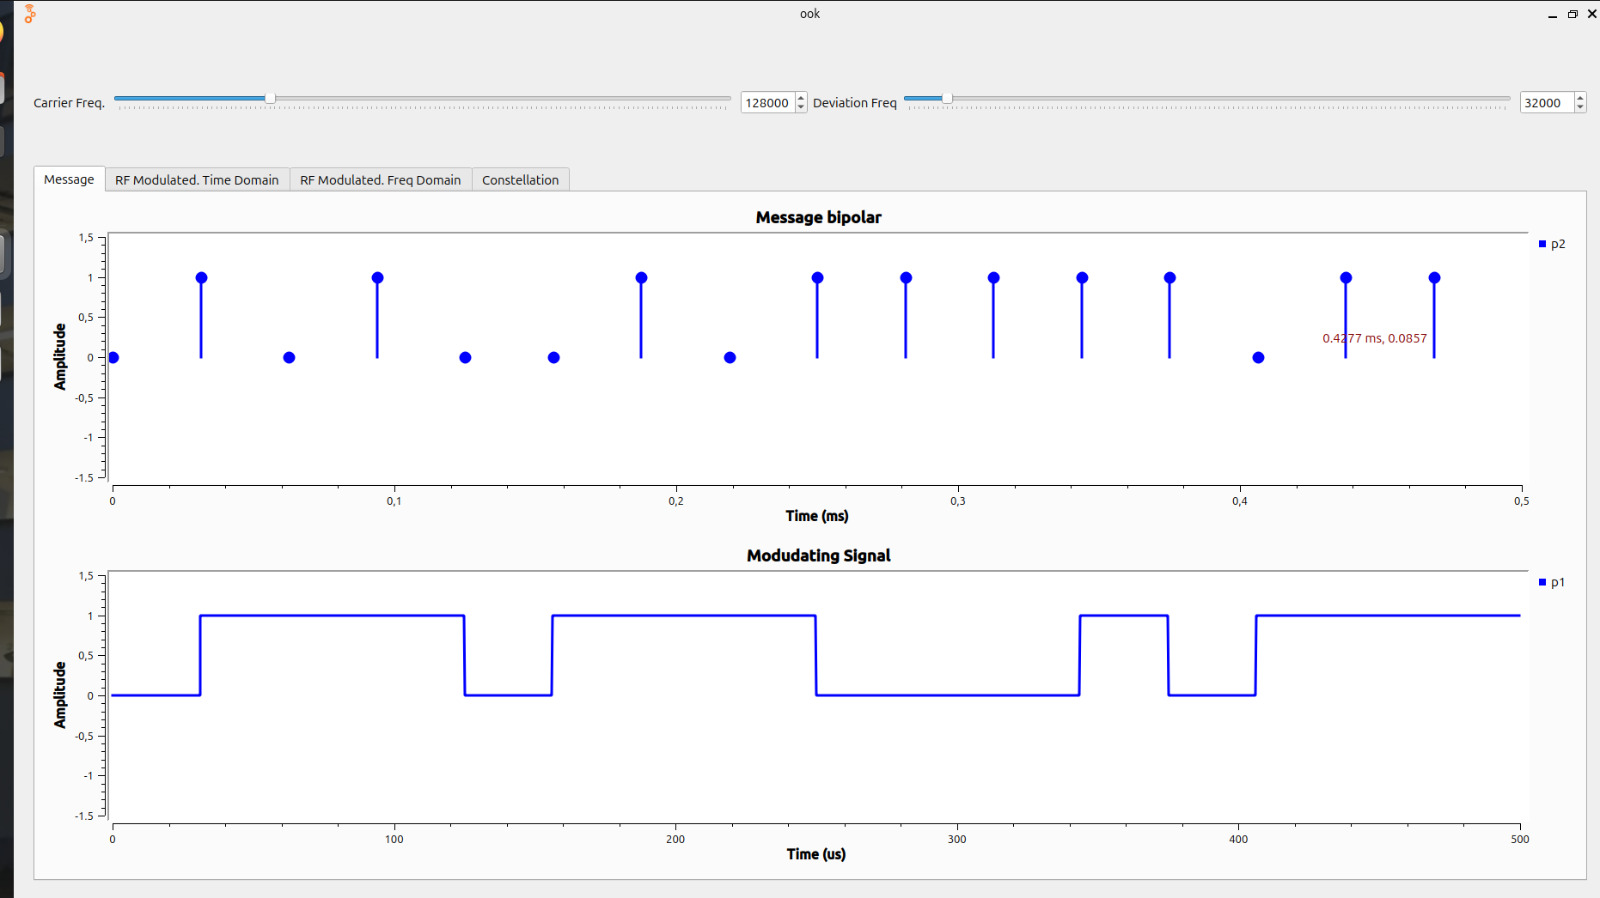 ook
Carrier Freq. 128000 Deviation Freq 32000
Message RF Modulated. Time Domain RF Modulated. Freq Domain Constellation
Message bipolar
p2
1,5
1
0,5
0
-0,5
-1
-1.5
Amplitude
0.4277 ms, 0.0857
0 0,1 0,2 0,3 0,4 0,5
Time (ms)
Modudating Signal
p1
1,5
1
0,5
0
-0,5
-1
-1.5
Amplitude
0 100 200 300 400 500
Time (us)